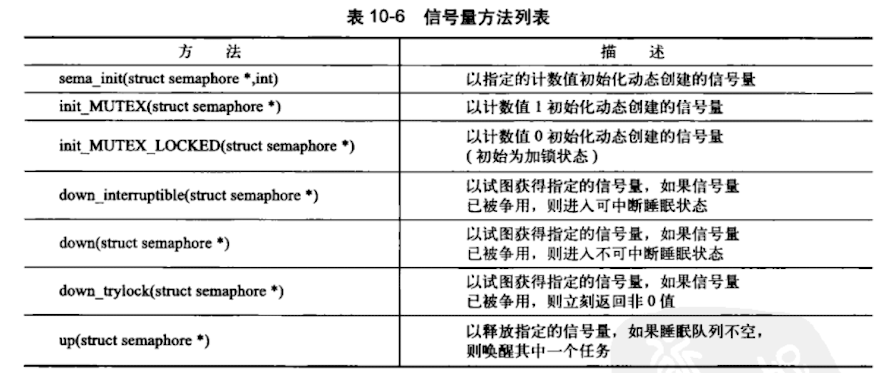 表 10-6 信号量方法列表
方 法 描 述
sema_init(struct semaphore *,int) 以指定的计数值初始化动态创建的信号量
init_MUTEX(struct semaphore *) 以计数值 1 初始化动态创建的信号量
init_MUTEX_LOCKED(struct semaphore *) 以计数值 0 初始化动态创建的信号量
(初始为加锁状态)
down_interruptible(struct semaphore *) 以试图获得指定的信号量，如果信号量
已被争用，则进入可中断睡眠状态
down(struct semaphore *) 以试图获得指定的信号量，如果信号量
已被争用，则进入不可中断睡眠状态
down_trylock(struct semaphore *) 以试图获得指定的信号量，如果信号量
已被争用，则立刻返回非 0 值
up(struct semaphore *) 以释放指定的信号量，如果睡眠队列不空，
则唤醒其中一个任务